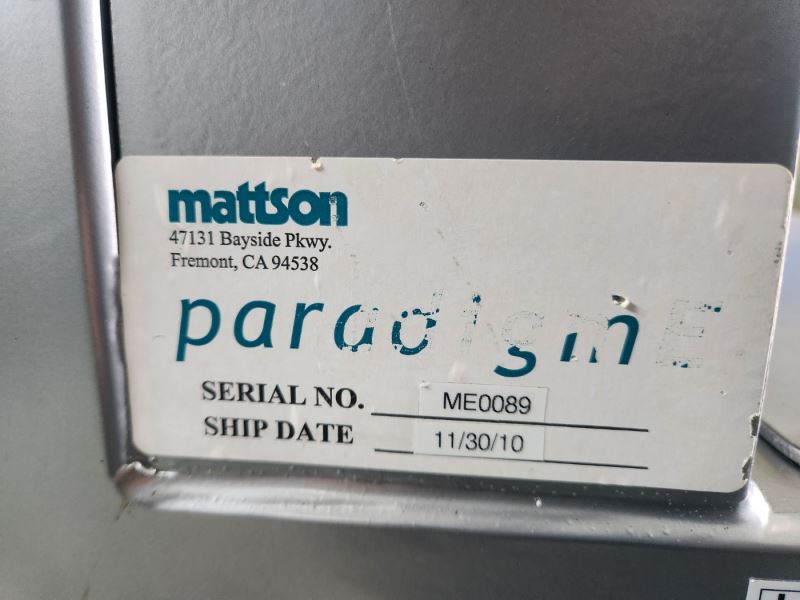 mattson
47131 Bayside Pkwy.
Fremont, CA 94538
paradigmE
SERIAL NO. ME0089
SHIP DATE 11/30/10